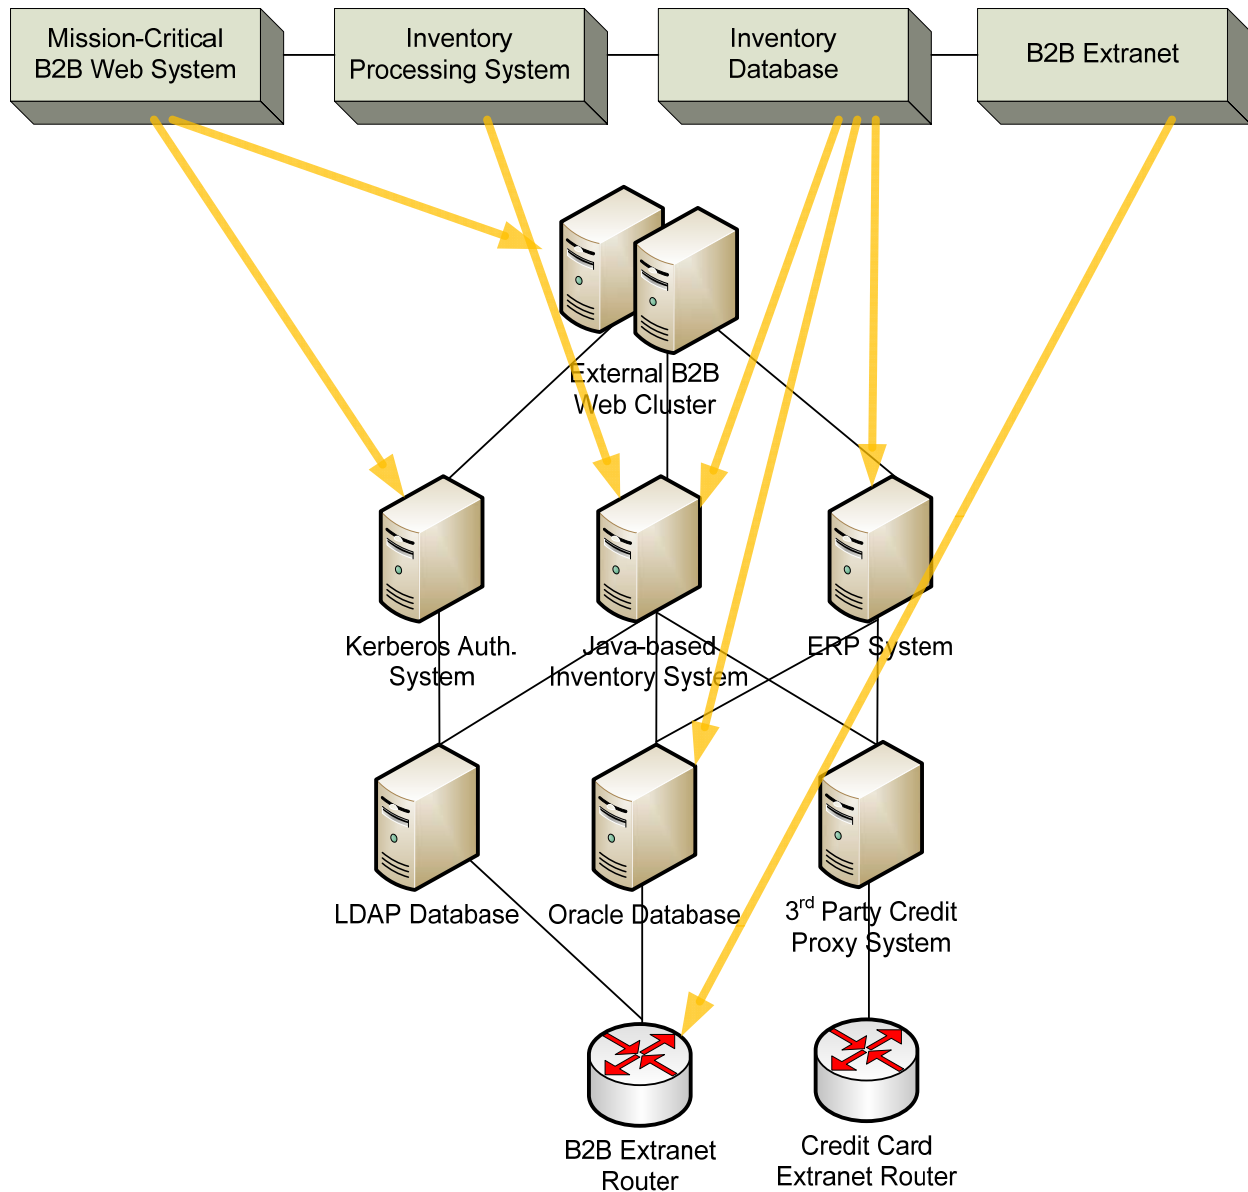 Mission-Critical
B2B Web System
Inventory
Processing System
Inventory
Database
B2B Extranet
External B2B
Web Cluster
Kerberos Auth.
System
Java-based
Inventory System
ERP System
LDAP Database
Oracle Database
3rd Party Credit
Proxy System
B2B Extranet
Router
Credit Card
Extranet Router